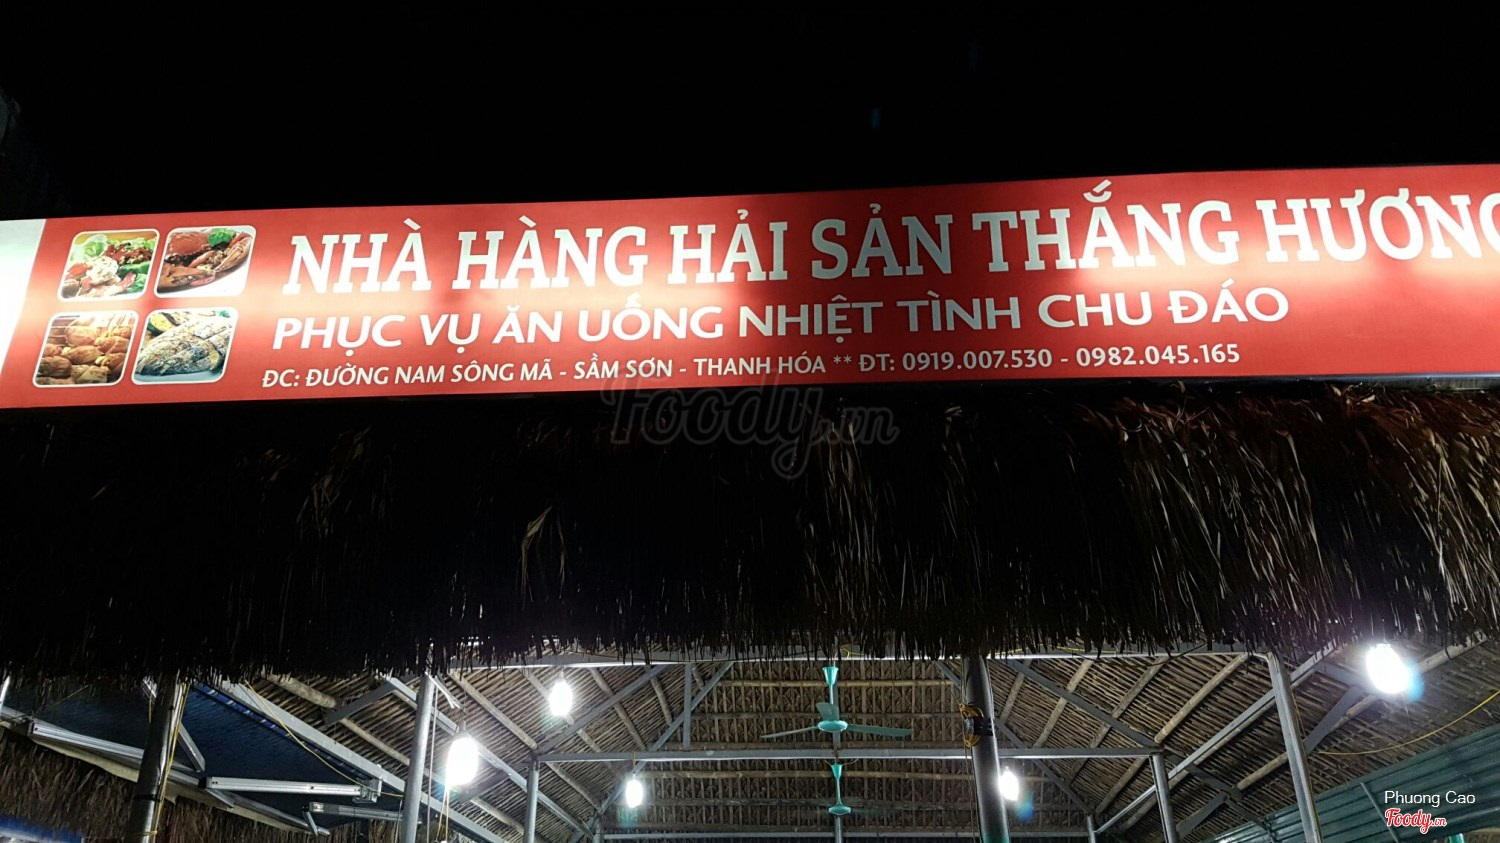 NHÀ HÀNG HẢI SẢN THẮNG HƯƠNG
PHỤC VỤ ĂN UỐNG NHIỆT TÌNH CHU ĐÁO
ĐC: ĐƯỜNG NAM SÔNG MÃ - SẦM SƠN - THANH HÓA ** ĐT: 0919.007.530 - 0982.045.165
Foody.vn
Phuong Cao
Foody.vn